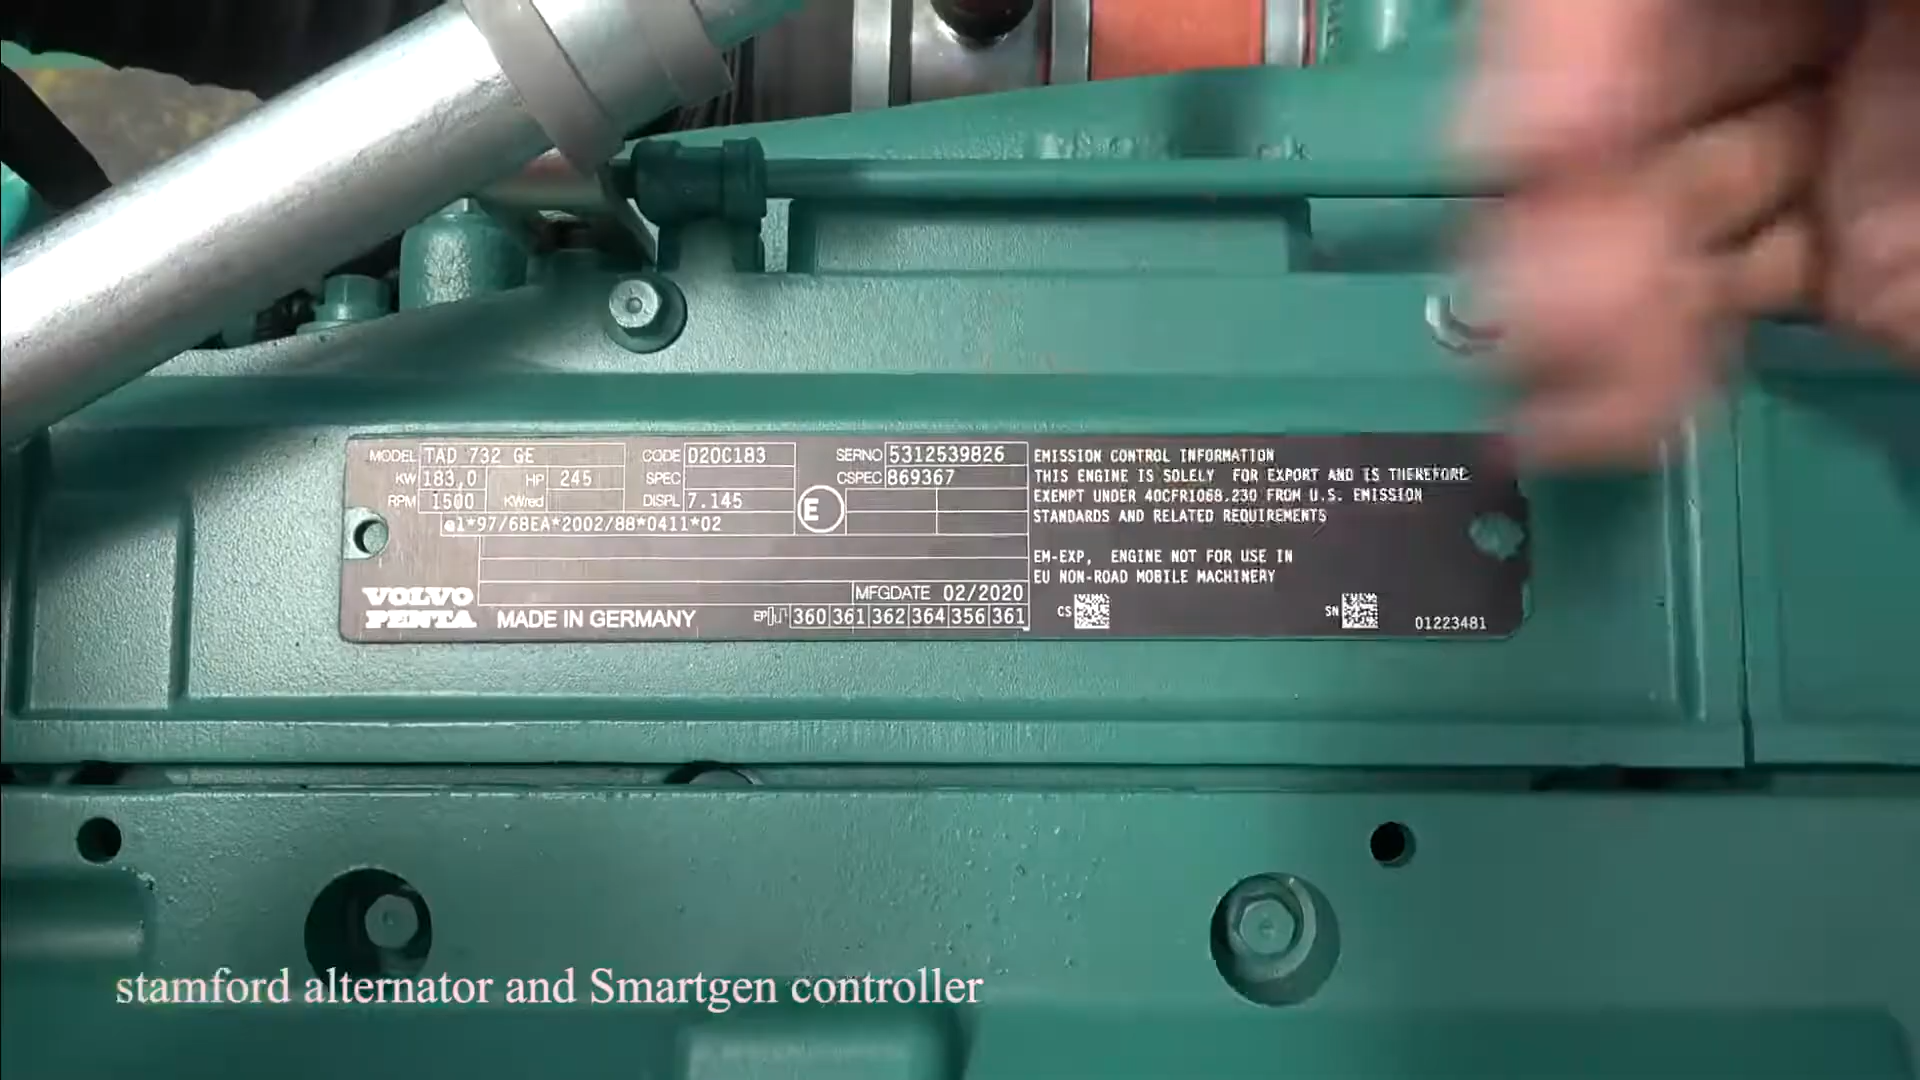 MODEL TAD 732 GE CODE D20C183 SERNO 5312539826
KW 183,0 HP 245 SPEC CSPEC 869367
RPM 1500 KW/red DISPL 7.145
e1*97/68EA*2002/88*0411*02
E
MFGDATE 02/2020
VOLVO
PENTA
MADE IN GERMANY
360 361 362 364 356 361
EMISSION CONTROL INFORMATION
THIS ENGINE IS SOLELY FOR EXPORT AND IS THEREFORE
EXEMPT UNDER 40CFR1068.230 FROM U.S. EMISSION
STANDARDS AND RELATED REQUIREMENTS
EM-EXP, ENGINE NOT FOR USE IN
EU NON-ROAD MOBILE MACHINERY
CS SN 01223481
stamford alternator and Smartgen controller